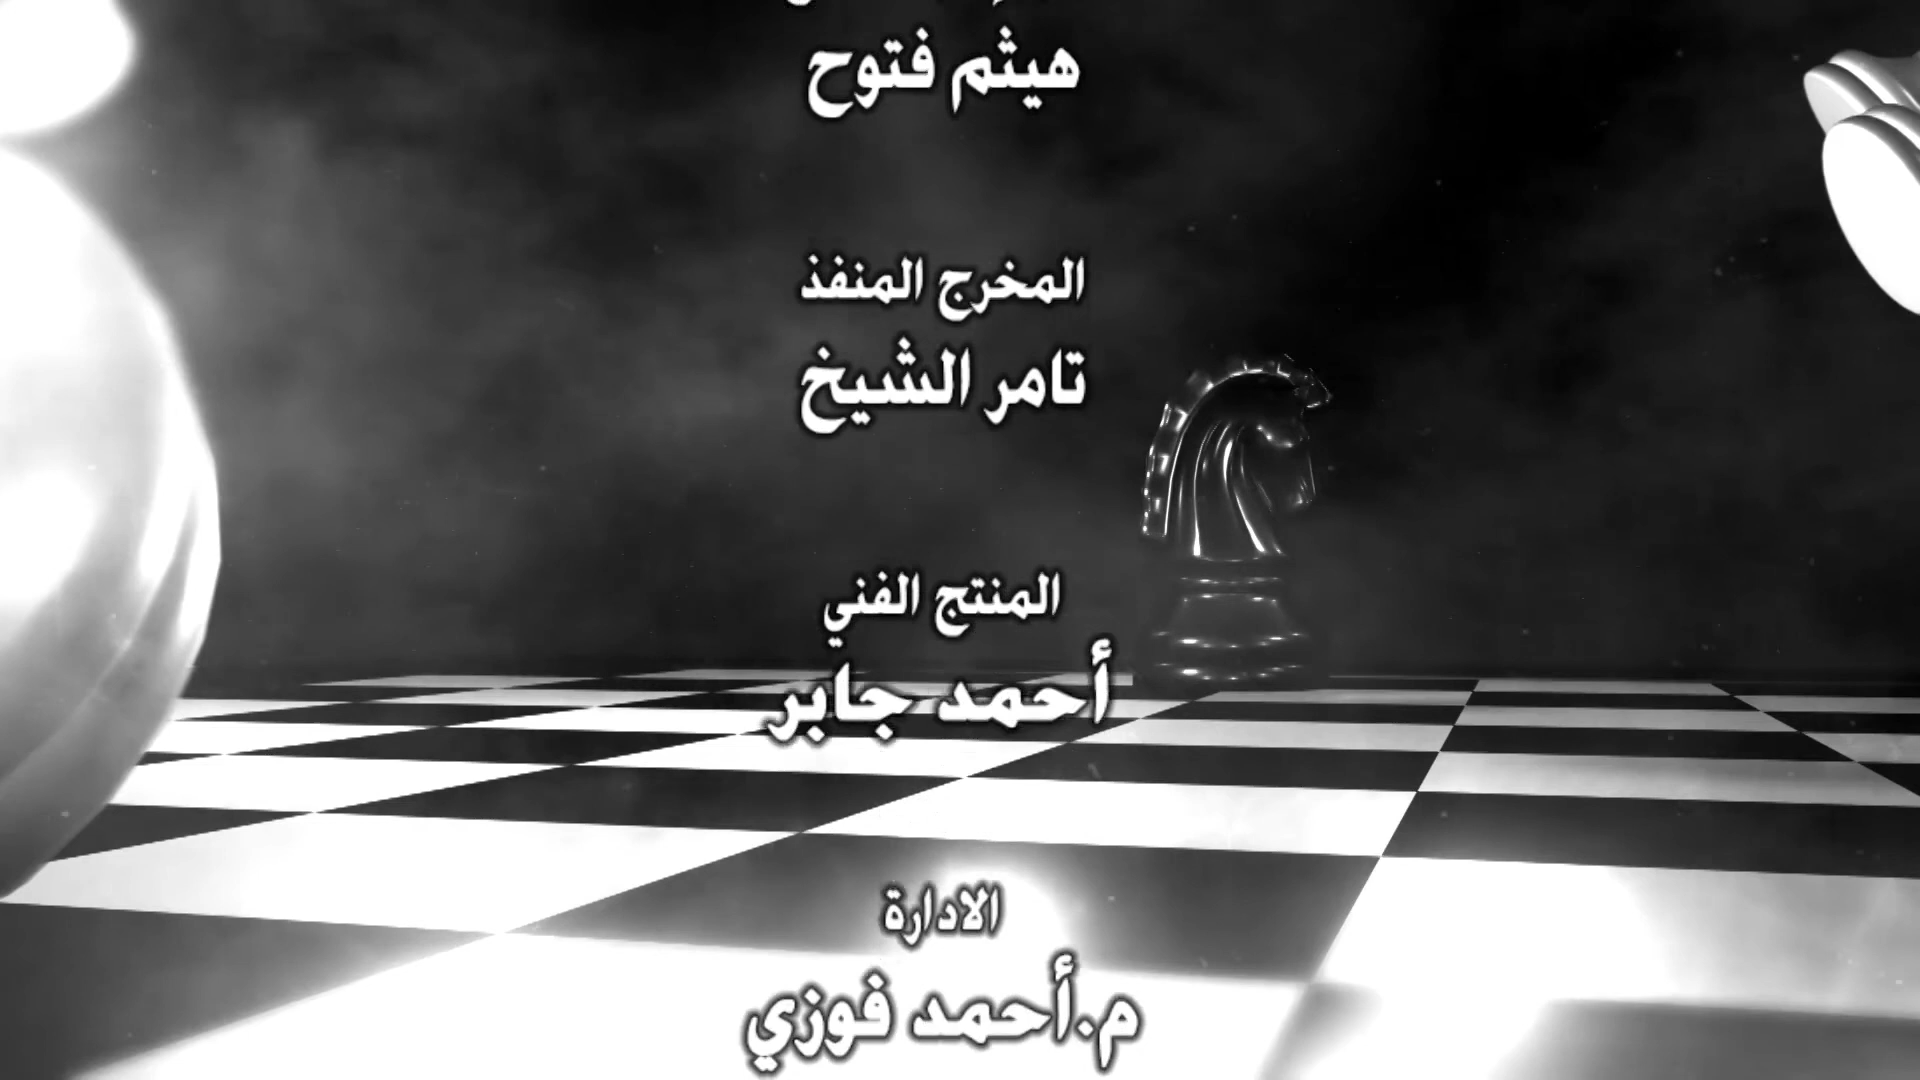 هيثم فتوح
المخرج المنفذ
تامر الشيخ
المنتج الفني
أحمد جابر
الادارة
م.أحمد فوزي